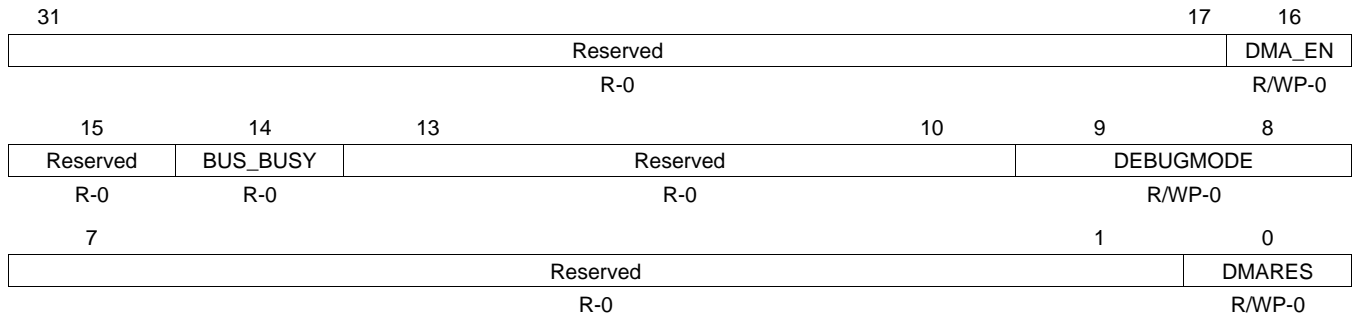 31 17 16
Reserved DMA_EN
R-0 R/WP-0
15 14 13 10 9 8
Reserved BUS_BUSY Reserved DEBUGMODE
R-0 R-0 R-0 R/WP-0
7 1 0
Reserved DMARES
R-0 R/WP-0